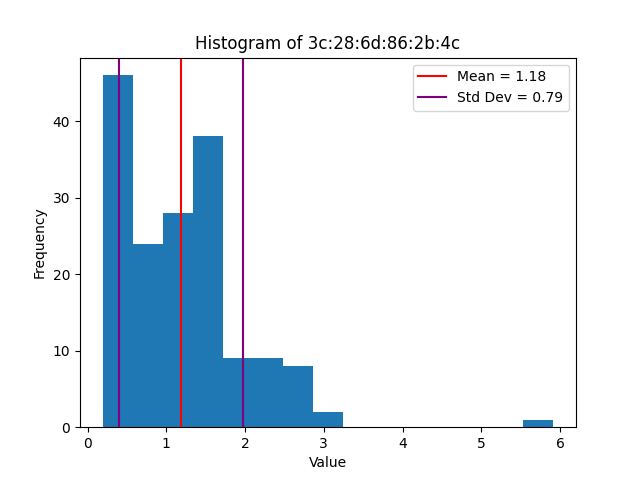 Histogram of 3c:28:6d:86:2b:4c
Mean = 1.18
Std Dev = 0.79
Frequency
40
30
20
10
0
0 1 2 3 4 5 6
Value